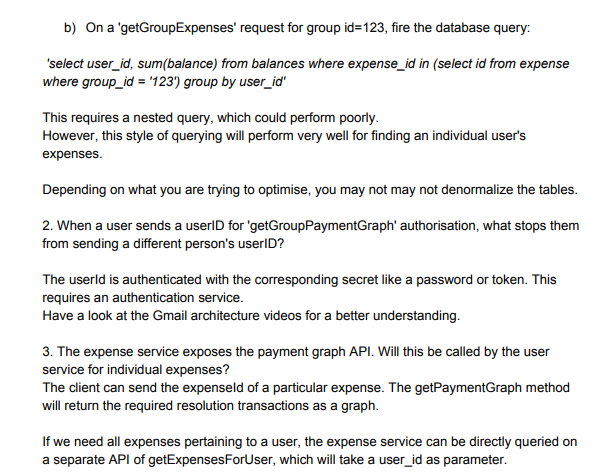 b) On a 'getGroupExpenses' request for group id=123, fire the database query:
'select user_id, sum(balance) from balances where expense_id in (select id from expense
where group_id = '123') group by user_id'
This requires a nested query, which could perform poorly.
However, this style of querying will perform very well for finding an individual user's
expenses.
Depending on what you are trying to optimise, you may not may not denormalize the tables.
2. When a user sends a userID for 'getGroupPaymentGraph' authorisation, what stops them
from sending a different person's userID?
The userId is authenticated with the corresponding secret like a password or token. This
requires an authentication service.
Have a look at the Gmail architecture videos for a better understanding.
3. The expense service exposes the payment graph API. Will this be called by the user
service for individual expenses?
The client can send the expenseId of a particular expense. The getPaymentGraph method
will return the required resolution transactions as a graph.
If we need all expenses pertaining to a user, the expense service can be directly queried on
a separate API of getExpensesForUser, which will take a user_id as parameter.